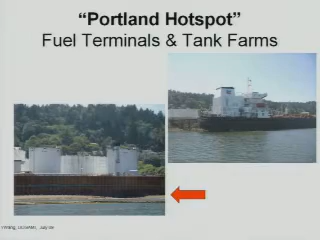 “Portland Hotspot”
Fuel Terminals & Tank Farms